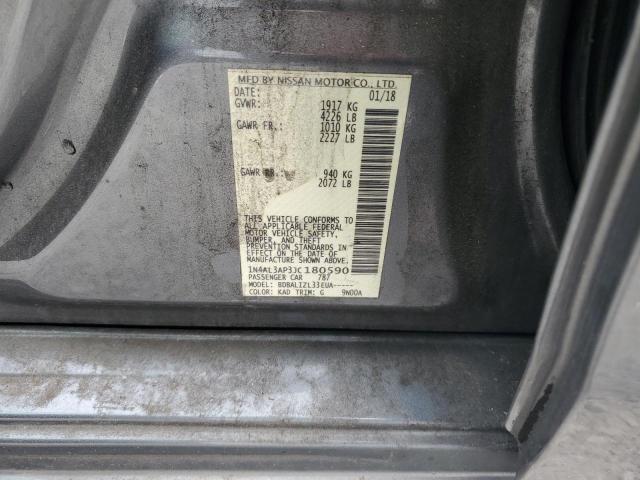 MFD BY NISSAN MOTOR CO., LTD.
DATE: 01/18
GVWR: 1917 KG
4226 LB
GAWR FR.: 1010 KG
2227 LB
GAWR RR.: 940 KG
2072 LB
THIS VEHICLE CONFORMS TO
ALL APPLICABLE FEDERAL
MOTOR VEHICLE SAFETY,
BUMPER, AND THEFT
PREVENTION STANDARDS IN
EFFECT ON THE DATE OF
MANUFACTURE SHOWN ABOVE.
1N4AL3AP3JC180590
PASSENGER CAR 787
MODEL: BDBALIZL33EUA-----
COLOR: KAD TRIM: G 9N00A